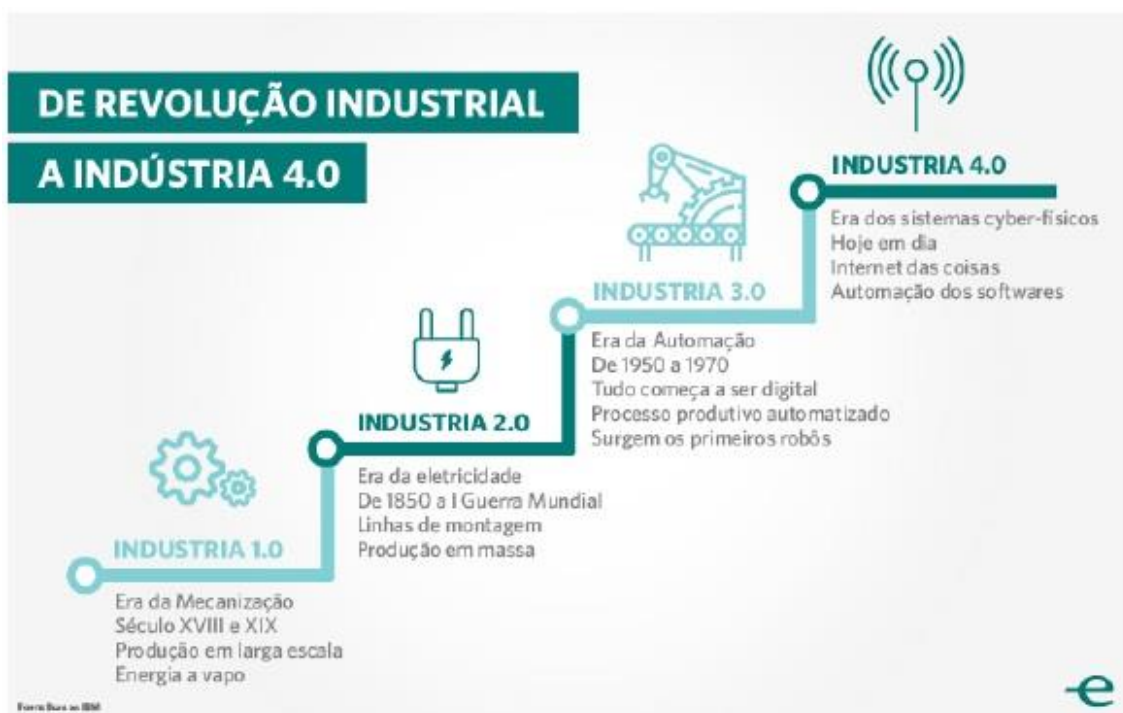 DE REVOLUÇÃO INDUSTRIAL
A INDÚSTRIA 4.0
INDUSTRIA 1.0
Era da Mecanização
Século XVIII e XIX
Produção em larga escala
Energia a vapo
INDUSTRIA 2.0
Era da eletricidade
De 1850 a I Guerra Mundial
Linhas de montagem
Produção em massa
INDUSTRIA 3.0
Era da Automação
De 1950 a 1970
Tudo começa a ser digital
Processo produtivo automatizado
Surgem os primeiros robôs
INDUSTRIA 4.0
Era dos sistemas cyber-físicos
Hoje em dia
Internet das coisas
Automação dos softwares
e